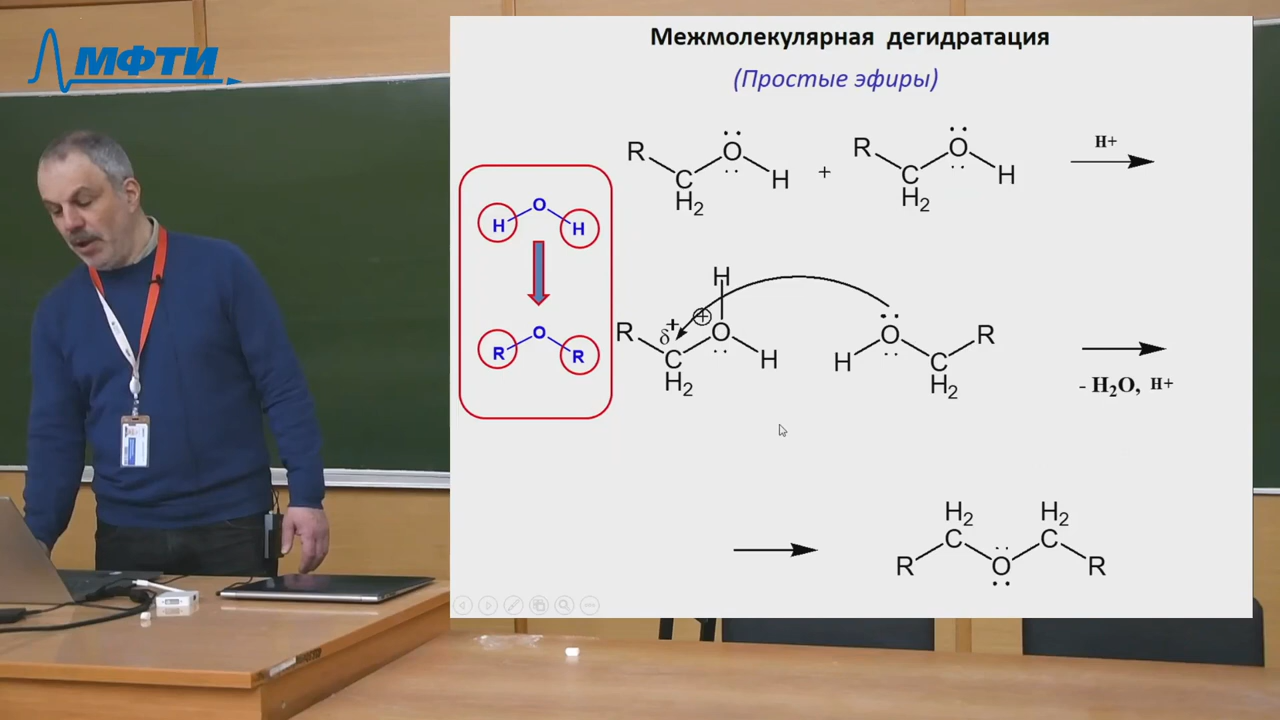 МФТИ
Межмолекулярная дегидратация
(Простые эфиры)
R C H2 O H + R C H2 O H H+
H O H
R O R
R δ+ C H2 O H H + H O C H2 R
- H2O, H+
R C H2 O C H2 R